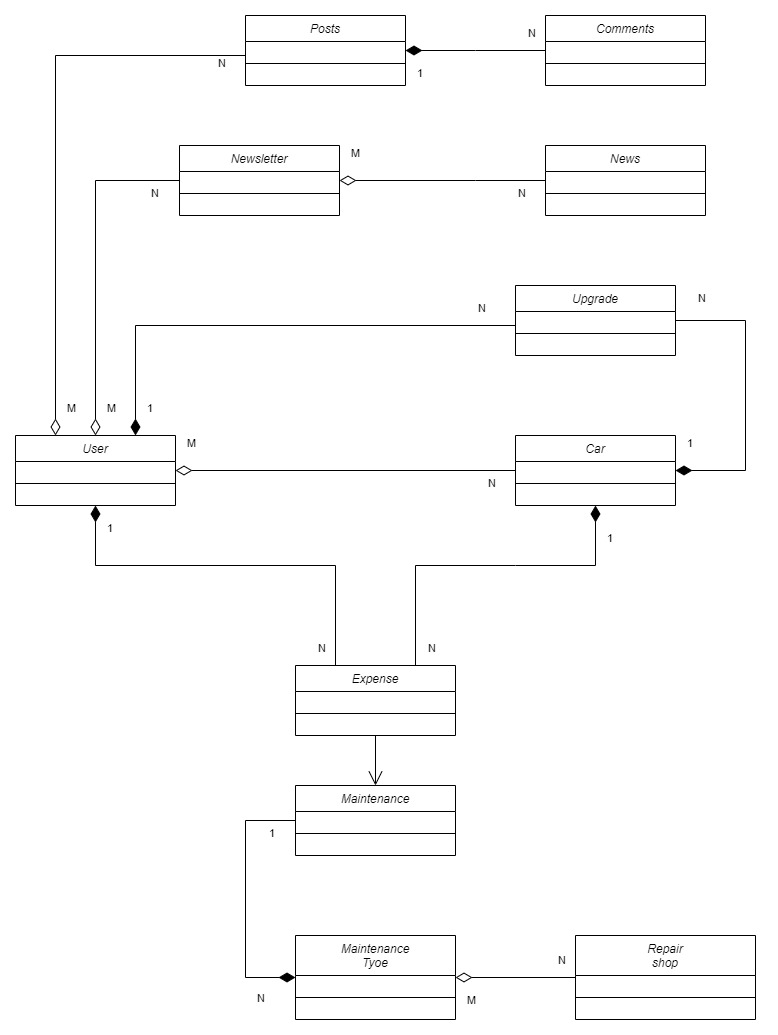 Posts
Comments
N
N
1
Newsletter
News
M
N
N
Upgrade
N
N
M
M
1
User
M
Car
1
N
1
1
N
N
Expense
Maintenance
1
Maintenance
Tyoe
Repair
shop
N
N
M